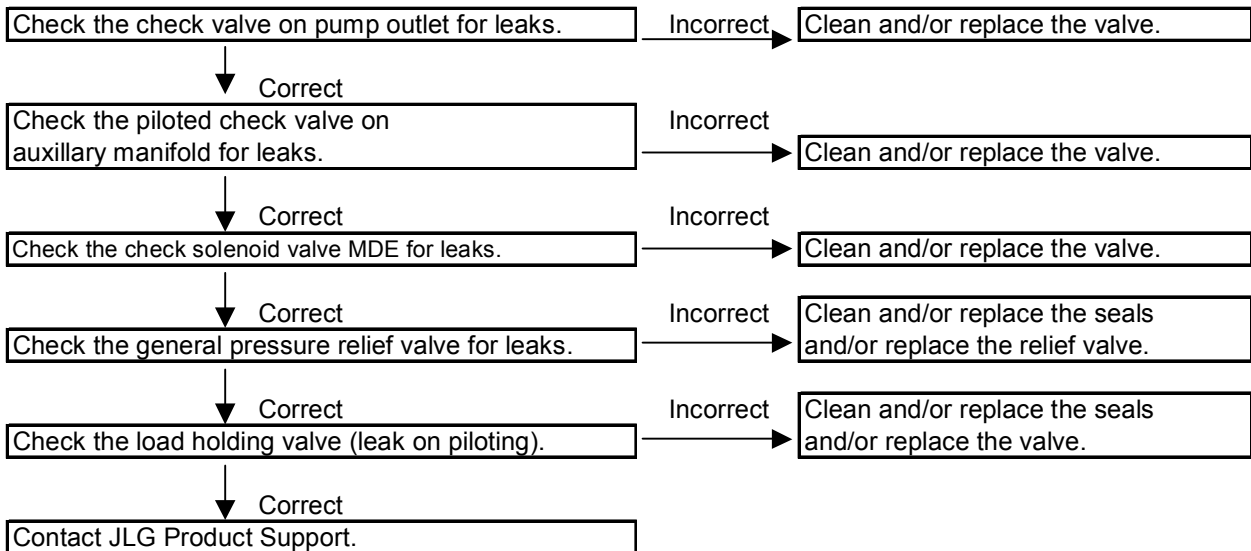 Check the check valve on pump outlet for leaks.
Incorrect
Clean and/or replace the valve.
Correct
Check the piloted check valve on
auxillary manifold for leaks.
Incorrect
Clean and/or replace the valve.
Correct
Check the check solenoid valve MDE for leaks.
Incorrect
Clean and/or replace the valve.
Correct
Check the general pressure relief valve for leaks.
Incorrect
Clean and/or replace the seals
and/or replace the relief valve.
Correct
Check the load holding valve (leak on piloting).
Incorrect
Clean and/or replace the seals
and/or replace the valve.
Correct
Contact JLG Product Support.